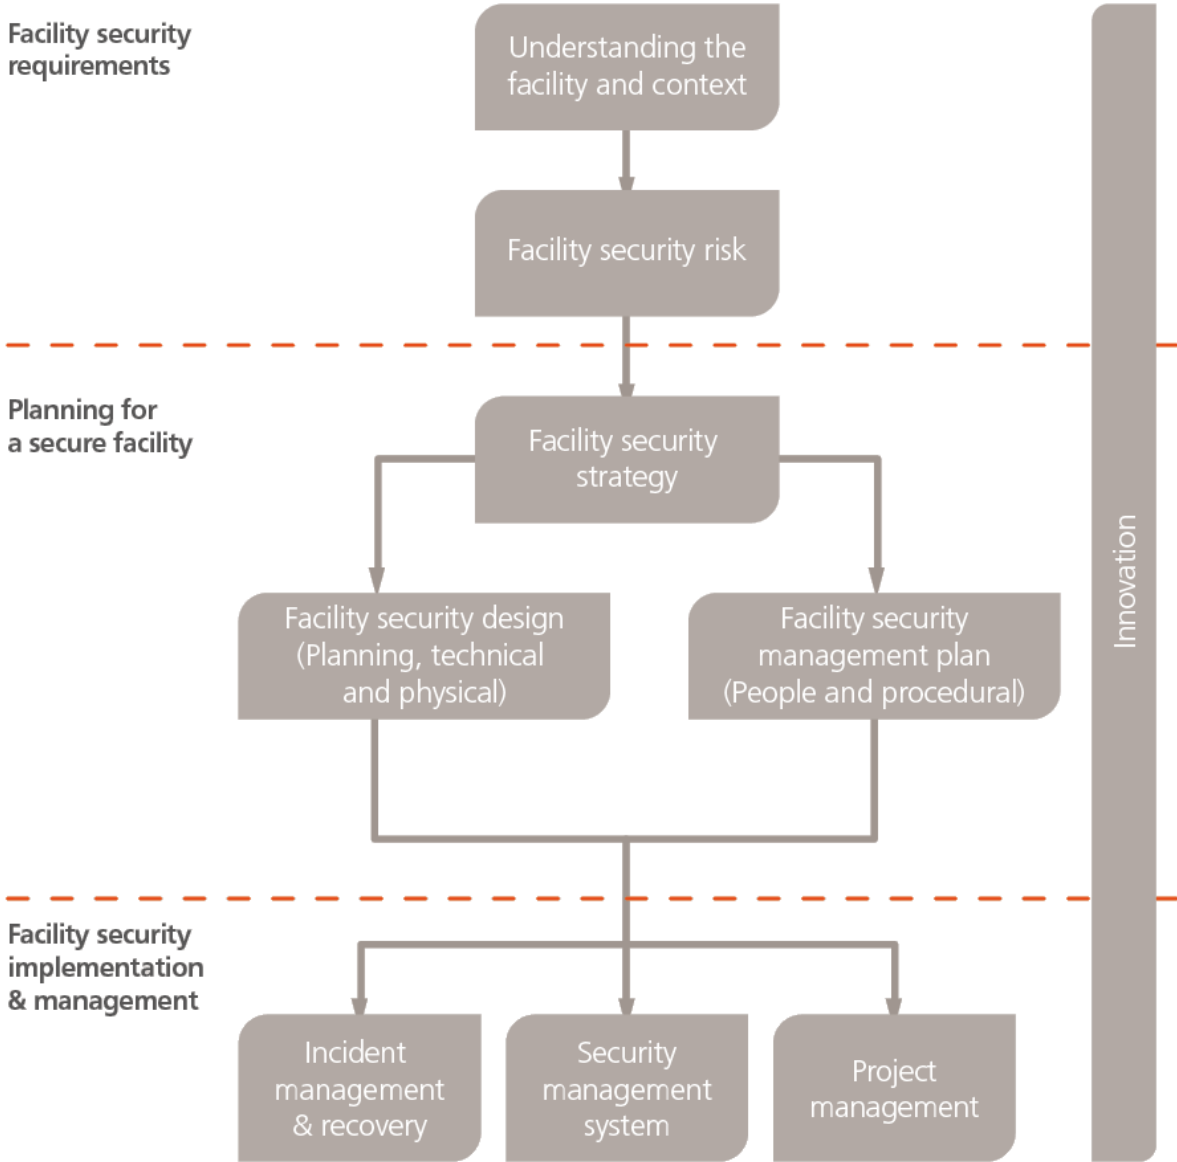 Facility security
requirements
Understanding the
facility and context
Facility security risk
Planning for
a secure facility
Facility security
strategy
Facility security design
(Planning, technical
and physical)
Facility security
management plan
(People and procedural)
Innovation
Facility security
implementation
& management
Incident
management
& recovery
Security
management
system
Project
management